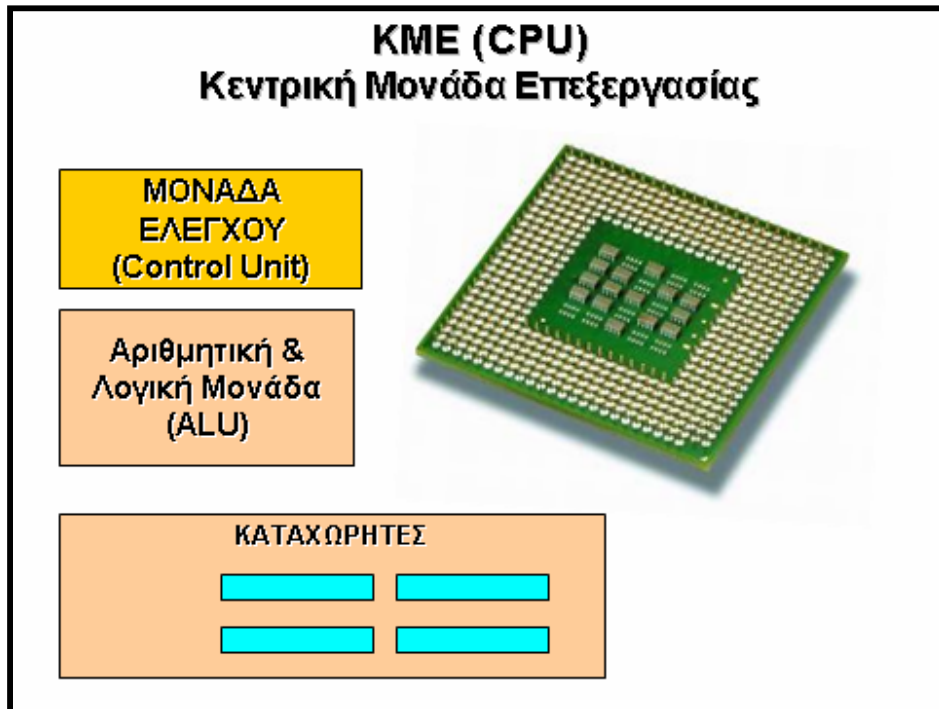 ΚΜΕ (CPU)
Κεντρική Μονάδα Επεξεργασίας
ΜΟΝΑΔΑ
ΕΛΕΓΧΟΥ
(Control Unit)
Αριθμητική &
Λογική Μονάδα
(ALU)
ΚΑΤΑΧΩΡΗΤΕΣ